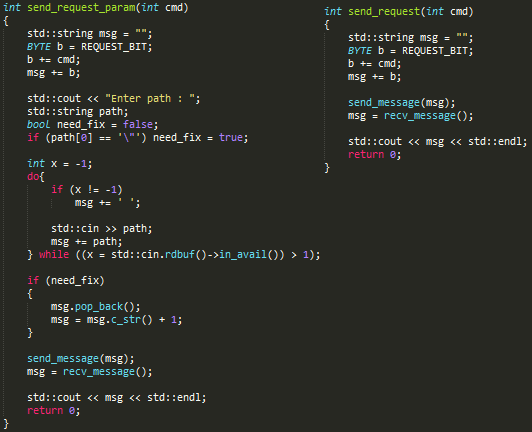 int send_request_param(int cmd)
{
    std::string msg = "";
    BYTE b = REQUEST_BIT;
    b += cmd;
    msg += b;

    std::cout << "Enter path : ";
    std::string path;
    bool need_fix = false;
    if (path[0] == '\"') need_fix = true;

    int x = -1;
    do{
        if (x != -1)
            msg += ' ';

        std::cin >> path;
        msg += path;
    } while ((x = std::cin.rdbuf()->in_avail()) > 1);

    if (need_fix)
    {
        msg.pop_back();
        msg = msg.c_str() + 1;
    }

    send_message(msg);
    msg = recv_message();

    std::cout << msg << std::endl;
    return 0;
}
int send_request(int cmd)
{
    std::string msg = "";
    BYTE b = REQUEST_BIT;
    b += cmd;
    msg += b;

    send_message(msg);
    msg = recv_message();

    std::cout << msg << std::endl;
    return 0;
}